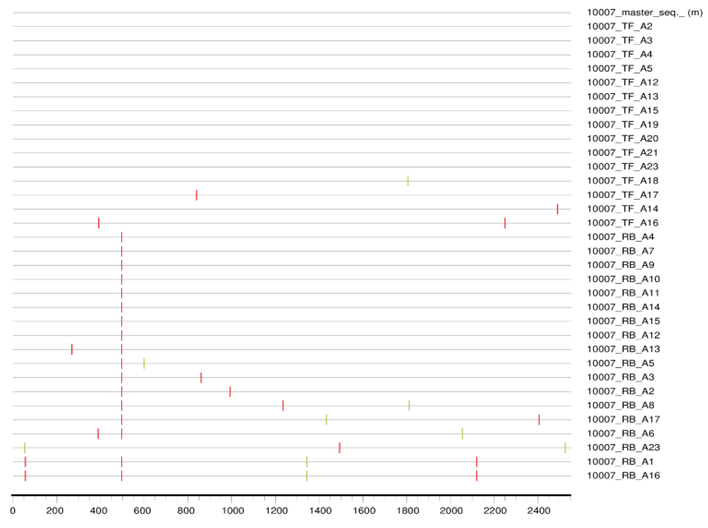 10007_master_seq._ (m)
10007_TF_A2
10007_TF_A3
10007_TF_A4
10007_TF_A5
10007_TF_A12
10007_TF_A13
10007_TF_A15
10007_TF_A19
10007_TF_A20
10007_TF_A21
10007_TF_A23
10007_TF_A18
10007_TF_A17
10007_TF_A14
10007_TF_A16
10007_RB_A4
10007_RB_A7
10007_RB_A9
10007_RB_A10
10007_RB_A11
10007_RB_A14
10007_RB_A15
10007_RB_A12
10007_RB_A13
10007_RB_A5
10007_RB_A3
10007_RB_A2
10007_RB_A8
10007_RB_A17
10007_RB_A6
10007_RB_A23
10007_RB_A1
10007_RB_A16
0 200 400 600 800 1000 1200 1400 1600 1800 2000 2200 2400